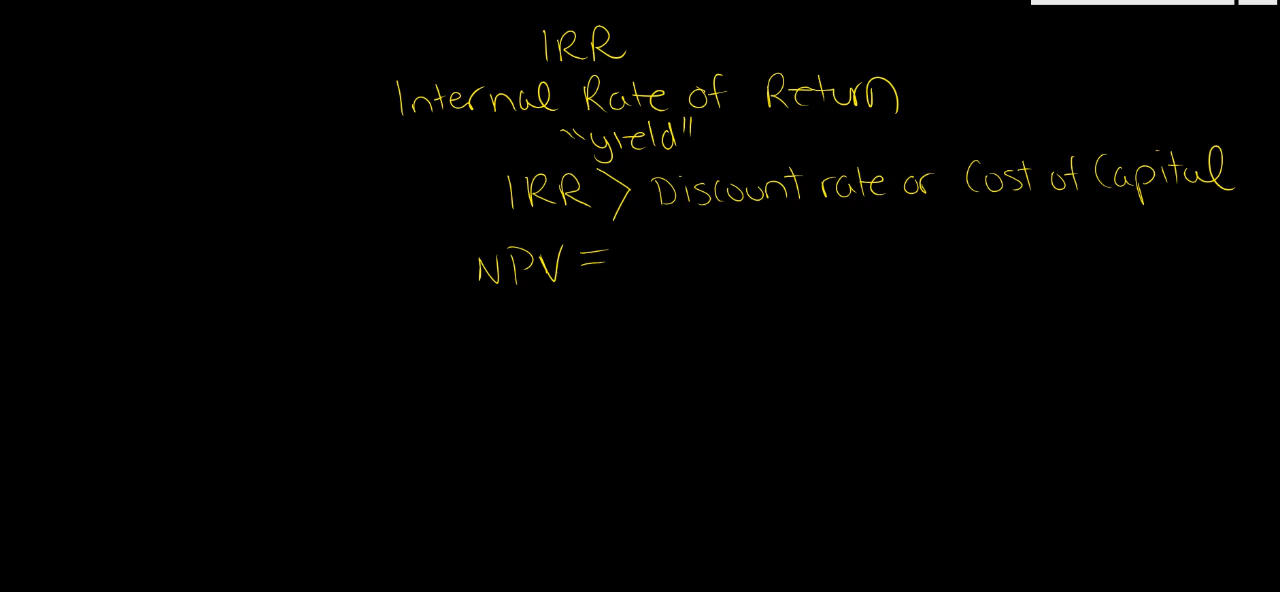 IRR
Internal Rate of Return
"yield"
IRR > Discount rate or Cost of Capital
NPV =